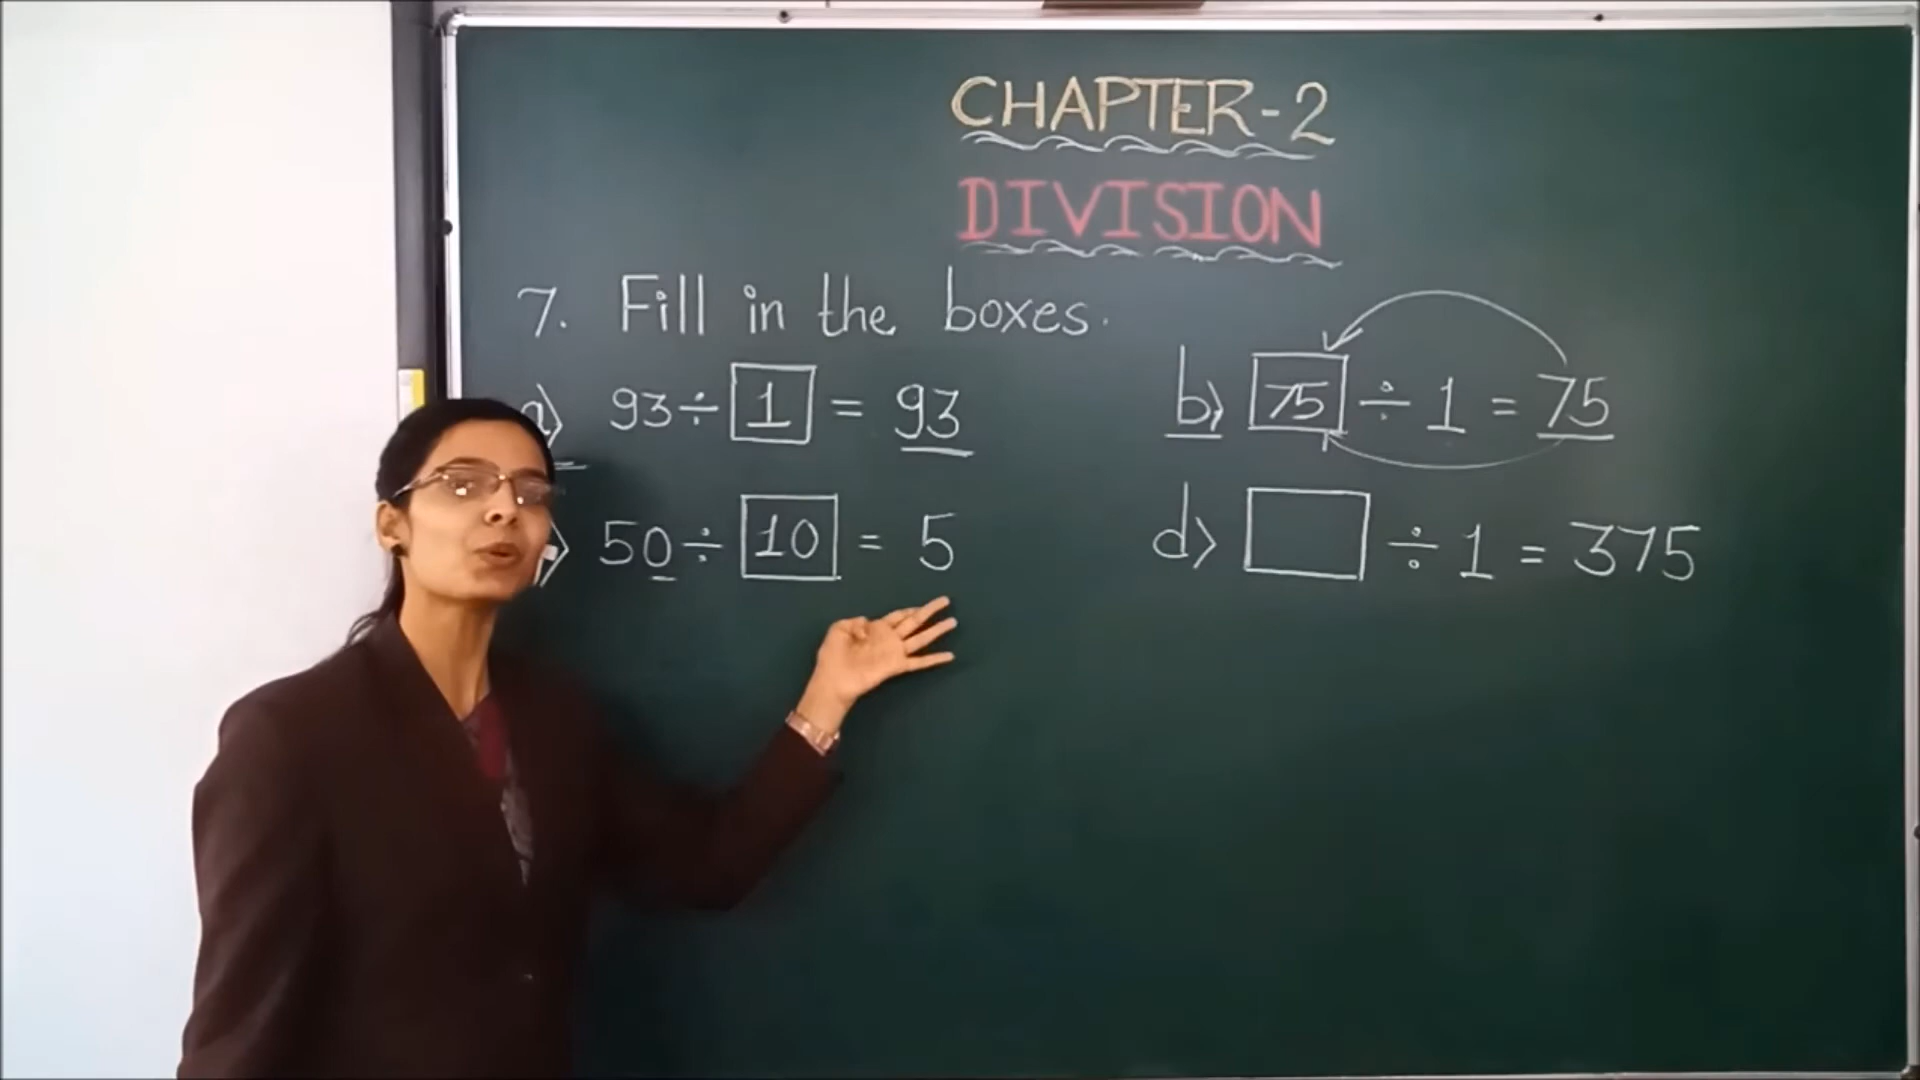 CHAPTER-2
DIVISION
7. Fill in the boxes.
a) 93 ÷ 1 = 93
b) 75 ÷ 1 = 75
50 ÷ 10 = 5
d) ÷ 1 = 375